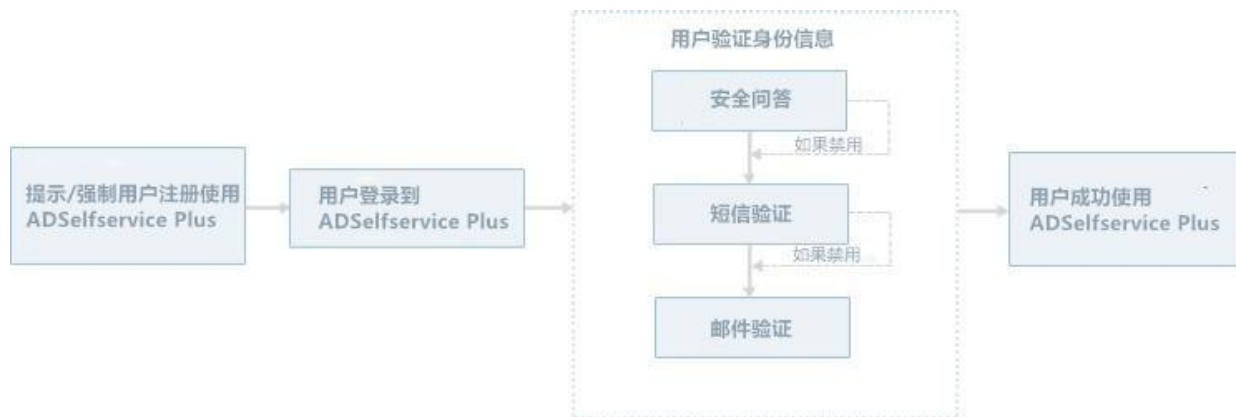 提示/强制用户注册使用
ADSelfservice Plus
用户登录到
ADSelfservice Plus
用户验证身份信息
安全问答
如果禁用
短信验证
如果禁用
邮件验证
用户成功使用
ADSelfservice Plus